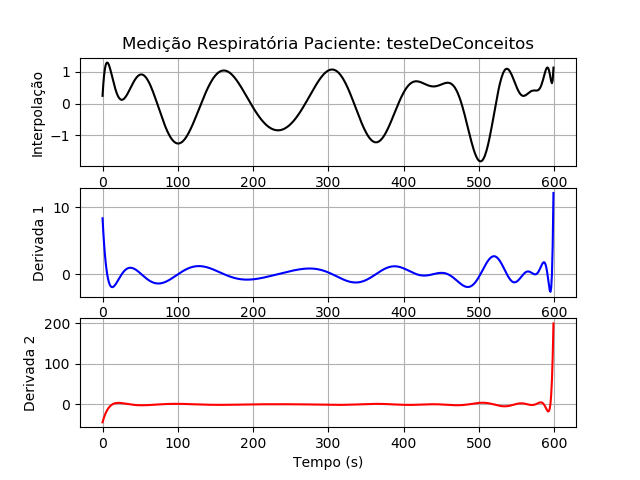 Medição Respiratória Paciente: testeDeConceitos
Interpolação
1
0
−1
0 100 200 300 400 500 600
Derivada 1
10
0
0 100 200 300 400 500 600
Derivada 2
200
100
0
0 100 200 300 400 500 600
Tempo (s)